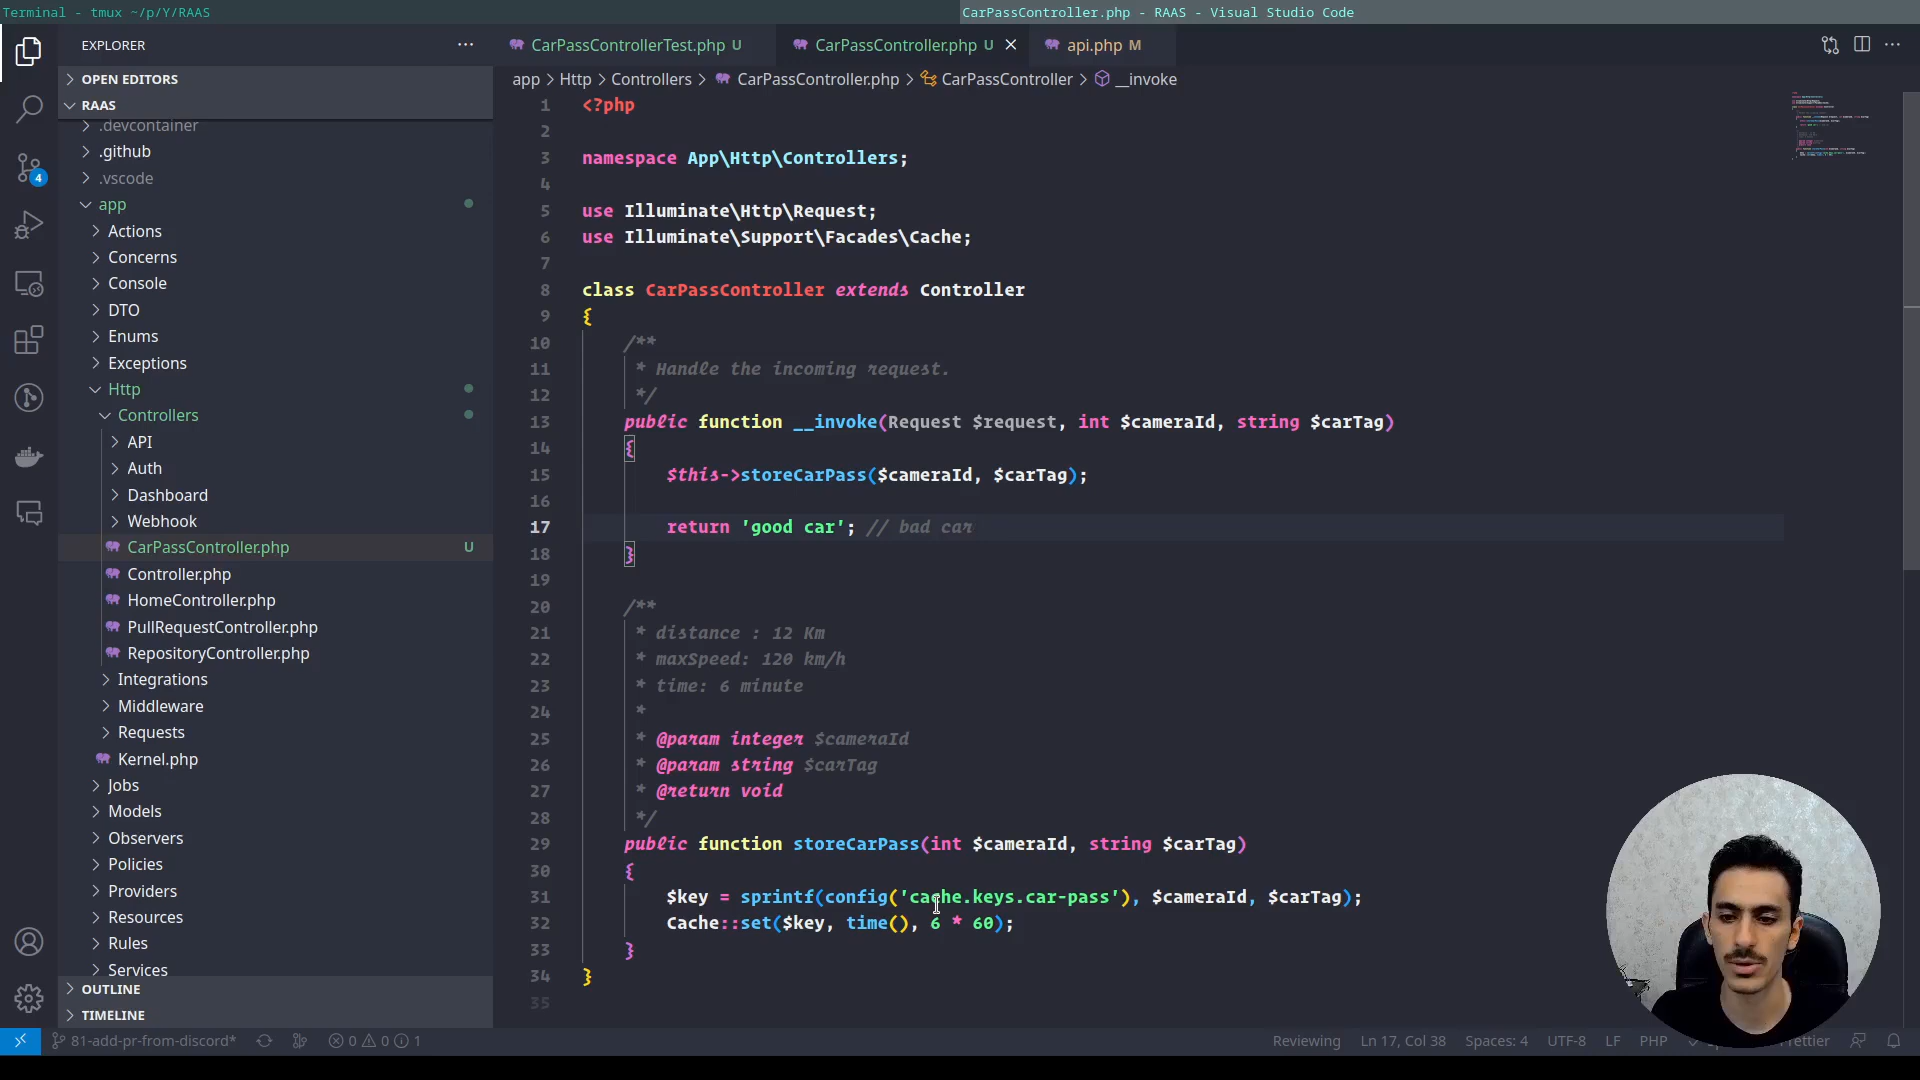 Terminal - tmux ~/p/Y/RAAS
CarPassController.php - RAAS - Visual Studio Code
EXPLORER
OPEN EDITORS
RAAS
.devcontainer
.github
.vscode
app
Actions
Concerns
Console
DTO
Enums
Exceptions
Http
Controllers
API
Auth
Dashboard
Webhook
CarPassController.php U
Controller.php
HomeController.php
PullRequestController.php
RepositoryController.php
Integrations
Middleware
Requests
Kernel.php
Jobs
Models
Observers
Policies
Providers
Resources
Rules
Services
OUTLINE
TIMELINE
4
CarPassControllerTest.php U
CarPassController.php U
api.php M
app > Http > Controllers > CarPassController.php > CarPassController > __invoke
1 <?php
2
3 namespace App\Http\Controllers;
4
5 use Illuminate\Http\Request;
6 use Illuminate\Support\Facades\Cache;
7
8 class CarPassController extends Controller
9 {
10 /**
11 * Handle the incoming request.
12 */
13 public function __invoke(Request $request, int $cameraId, string $carTag)
14 {
15 $this->storeCarPass($cameraId, $carTag);
16
17 return 'good car'; // bad car
18 }
19
20 /**
21 * distance : 12 Km
22 * maxSpeed: 120 km/h
23 * time: 6 minute
24 *
25 * @param integer $cameraId
26 * @param string $carTag
27 * @return void
28 */
29 public function storeCarPass(int $cameraId, string $carTag)
30 {
31 $key = sprintf(config('cache.keys.car-pass'), $cameraId, $carTag);
32 Cache::set($key, time(), 6 * 60);
33 }
34 }
35
81-add-pr-from-discord* 0 0 1
Reviewing Ln 17, Col 38 Spaces: 4 UTF-8 LF PHP